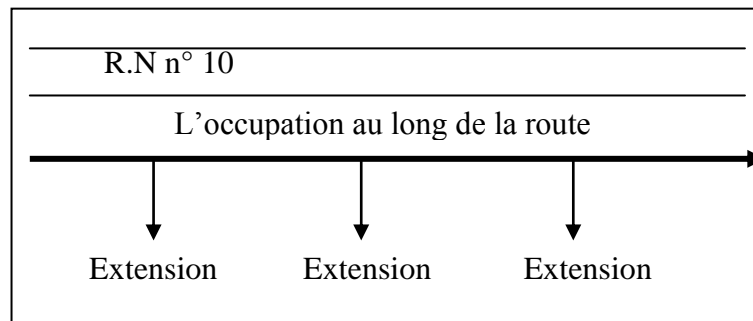 R.N n° 10
L’occupation au long de la route
Extension Extension Extension